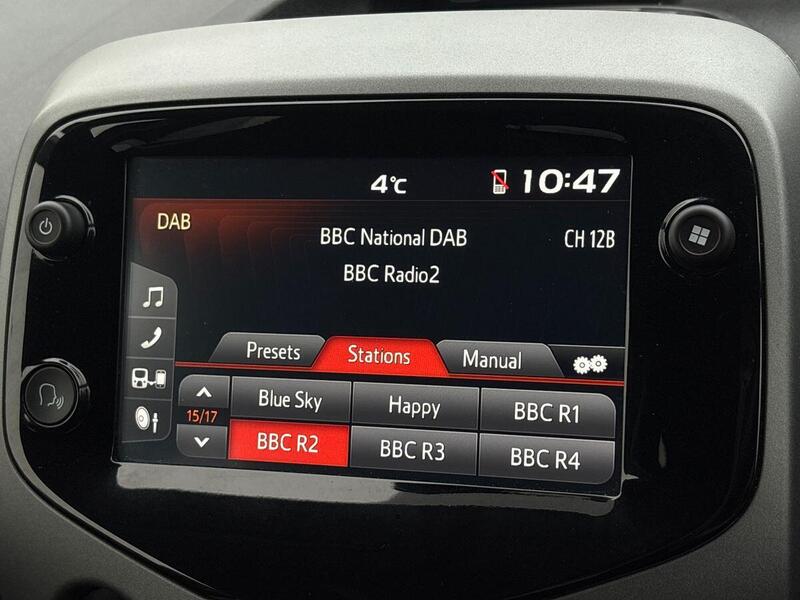 4°C 10:47
DAB
BBC National DAB CH 12B
BBC Radio2
Presets Stations Manual
Blue Sky Happy BBC R1
15/17
BBC R2 BBC R3 BBC R4